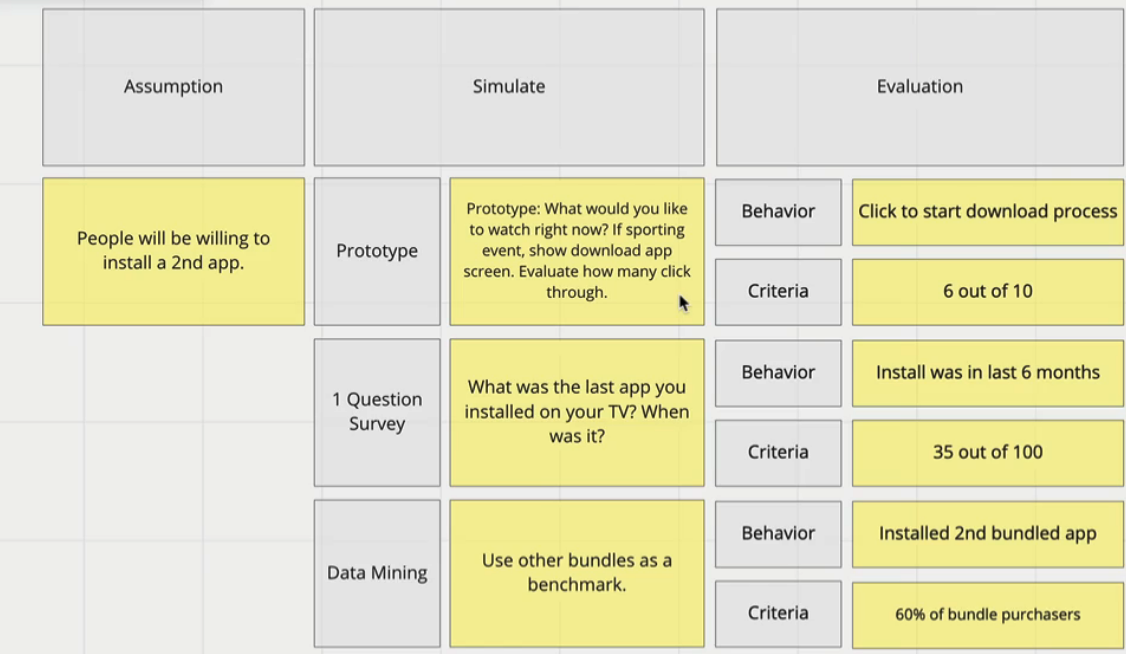 Assumption
Simulate
Evaluation
People will be willing to
install a 2nd app.
Prototype
Prototype: What would you like
to watch right now? If sporting
event, show download app
screen. Evaluate how many click
through.
Behavior
Click to start download process
Criteria
6 out of 10
1 Question
Survey
What was the last app you
installed on your TV? When
was it?
Behavior
Install was in last 6 months
Criteria
35 out of 100
Data Mining
Use other bundles as a
benchmark.
Behavior
Installed 2nd bundled app
Criteria
60% of bundle purchasers